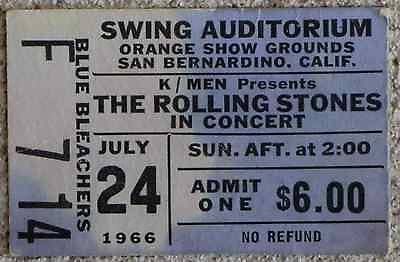 F 714
BLUE BLEACHERS
SWING AUDITORIUM
ORANGE SHOW GROUNDS
SAN BERNARDINO, CALIF.
K/MEN Presents
THE ROLLING STONES
IN CONCERT
JULY
24
1966
SUN. AFT. at 2:00
ADMIT
ONE
$6.00
NO REFUND